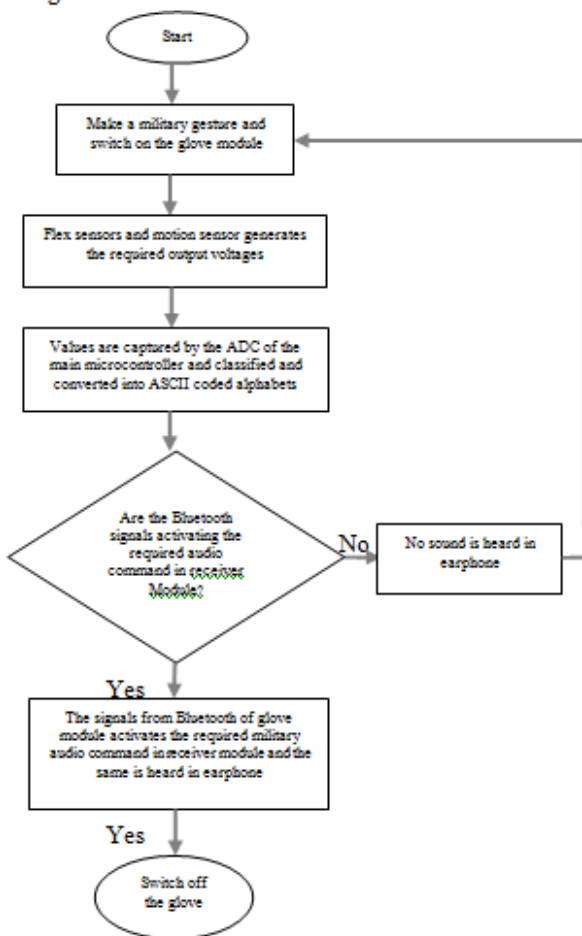 Start
Make a military gesture and
switch on the glove module
Flex sensors and motion sensor generates
the required output voltages
Values are captured by the ADC of the
main microcontroller and classified and
converted into ASCII coded alphabets
Are the Bluetooth
signals activating the
required audio
command in receiver
Module?
No
No sound is heard in
earphone
Yes
The signals from Bluetooth of glove
module activates the required military
audio command in receiver module and the
same is heard in earphone
Yes
Switch off
the glove